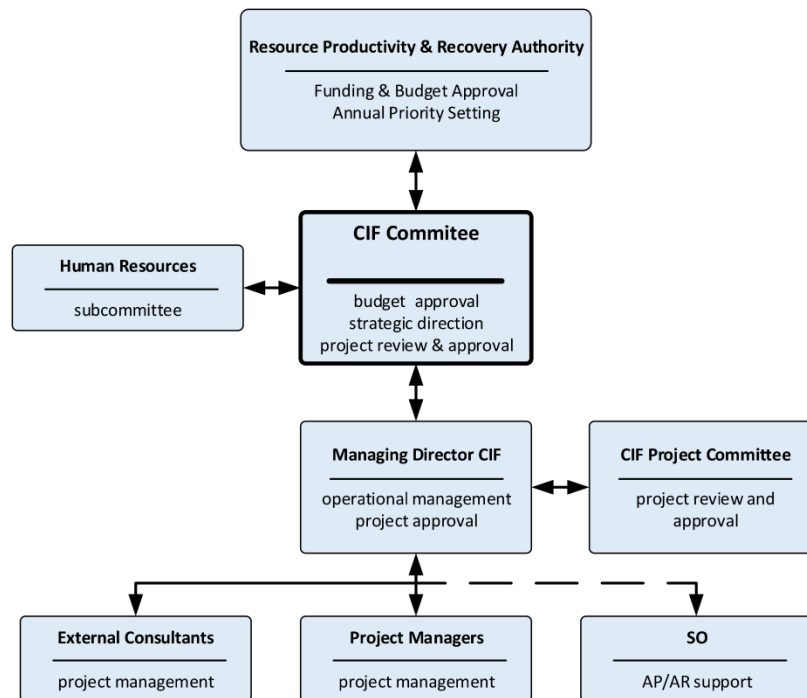 Resource Productivity & Recovery Authority
Funding & Budget Approval
Annual Priority Setting
CIF Commitee
budget approval
strategic direction
project review & approval
Human Resources
subcommittee
Managing Director CIF
operational management
project approval
CIF Project Committee
project review and
approval
External Consultants
project management
Project Managers
project management
SO
AP/AR support